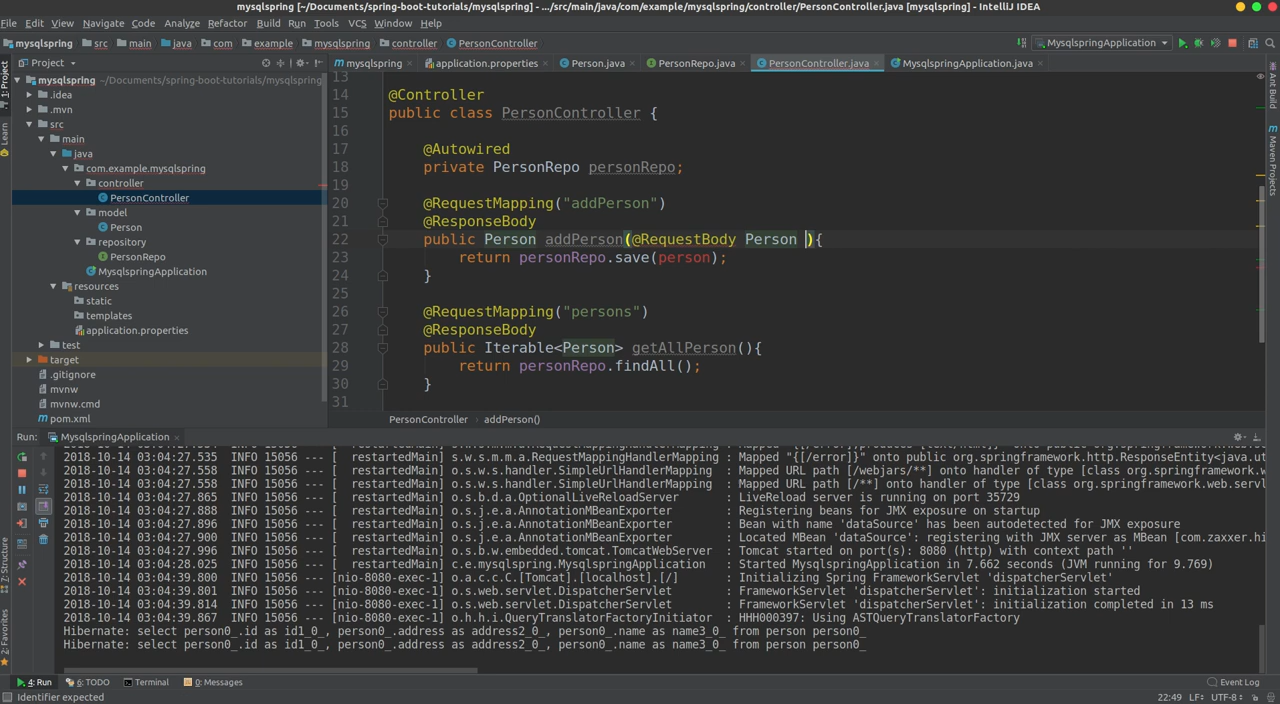 mysqlspring [~/Documents/spring-boot-tutorials/mysqlspring] - .../src/main/java/com/example/mysqlspring/controller/PersonController.java [mysqlspring] - IntelliJ IDEA
File Edit View Navigate Code Analyze Refactor Build Run Tools VCS Window Help
mysqlspring src main java com example mysqlspring controller PersonController MysqlspringApplication
Project mysqlspring application.properties Person.java PersonRepo.java PersonController.java MysqlspringApplication.java
1: Project
Learn
7: Structure
2: Favorites
Ant Build
Maven Projects
mysqlspring ~/Documents/spring-boot-tutorials/mysqlspring
.idea
.mvn
src
main
java
com.example.mysqlspring
controller
PersonController
model
Person
repository
PersonRepo
MysqlspringApplication
resources
static
templates
application.properties
test
target
.gitignore
mvnw
mvnw.cmd
pom.xml
13
14 @Controller
15 public class PersonController {
16
17 @Autowired
18 private PersonRepo personRepo;
19
20 @RequestMapping("addPerson")
21 @ResponseBody
22 public Person addPerson(@RequestBody Person ){
23 return personRepo.save(person);
24 }
25
26 @RequestMapping("persons")
27 @ResponseBody
28 public Iterable<Person> getAllPerson(){
29 return personRepo.findAll();
30 }
31
PersonController addPerson()
Run: MysqlspringApplication
2018-10-14 03:04:27.535 INFO 15056 --- [ restartedMain] s.w.s.m.m.a.RequestMappingHandlerMapping : Mapped "{[/error]}" onto public org.springframework.http.ResponseEntity<java.ut
2018-10-14 03:04:27.558 INFO 15056 --- [ restartedMain] o.s.w.s.handler.SimpleUrlHandlerMapping : Mapped URL path [/webjars/**] onto handler of type [class org.springframework.we
2018-10-14 03:04:27.558 INFO 15056 --- [ restartedMain] o.s.w.s.handler.SimpleUrlHandlerMapping : Mapped URL path [/**] onto handler of type [class org.springframework.web.servl
2018-10-14 03:04:27.865 INFO 15056 --- [ restartedMain] o.s.b.d.a.OptionalLiveReloadServer : LiveReload server is running on port 35729
2018-10-14 03:04:27.888 INFO 15056 --- [ restartedMain] o.s.j.e.a.AnnotationMBeanExporter : Registering beans for JMX exposure on startup
2018-10-14 03:04:27.896 INFO 15056 --- [ restartedMain] o.s.j.e.a.AnnotationMBeanExporter : Bean with name 'dataSource' has been autodetected for JMX exposure
2018-10-14 03:04:27.900 INFO 15056 --- [ restartedMain] o.s.j.e.a.AnnotationMBeanExporter : Located MBean 'dataSource': registering with JMX server as MBean [com.zaxxer.hi
2018-10-14 03:04:27.996 INFO 15056 --- [ restartedMain] o.s.b.w.embedded.tomcat.TomcatWebServer : Tomcat started on port(s): 8080 (http) with context path ''
2018-10-14 03:04:28.025 INFO 15056 --- [ restartedMain] c.e.mysqlspring.MysqlspringApplication : Started MysqlspringApplication in 7.662 seconds (JVM running for 9.769)
2018-10-14 03:04:39.800 INFO 15056 --- [nio-8080-exec-1] o.a.c.c.C.[Tomcat].[localhost].[/] : Initializing Spring FrameworkServlet 'dispatcherServlet'
2018-10-14 03:04:39.801 INFO 15056 --- [nio-8080-exec-1] o.s.web.servlet.DispatcherServlet : FrameworkServlet 'dispatcherServlet': initialization started
2018-10-14 03:04:39.814 INFO 15056 --- [nio-8080-exec-1] o.s.web.servlet.DispatcherServlet : FrameworkServlet 'dispatcherServlet': initialization completed in 13 ms
2018-10-14 03:04:39.867 INFO 15056 --- [nio-8080-exec-1] o.h.h.i.QueryTranslatorFactoryInitiator : HHH000397: Using ASTQueryTranslatorFactory
Hibernate: select person0_.id as id1_0_, person0_.address as address2_0_, person0_.name as name3_0_ from person person0_
Hibernate: select person0_.id as id1_0_, person0_.address as address2_0_, person0_.name as name3_0_ from person person0_
4: Run 6: TODO Terminal 0: Messages Event Log
Identifier expected 22:49 LF UTF-8